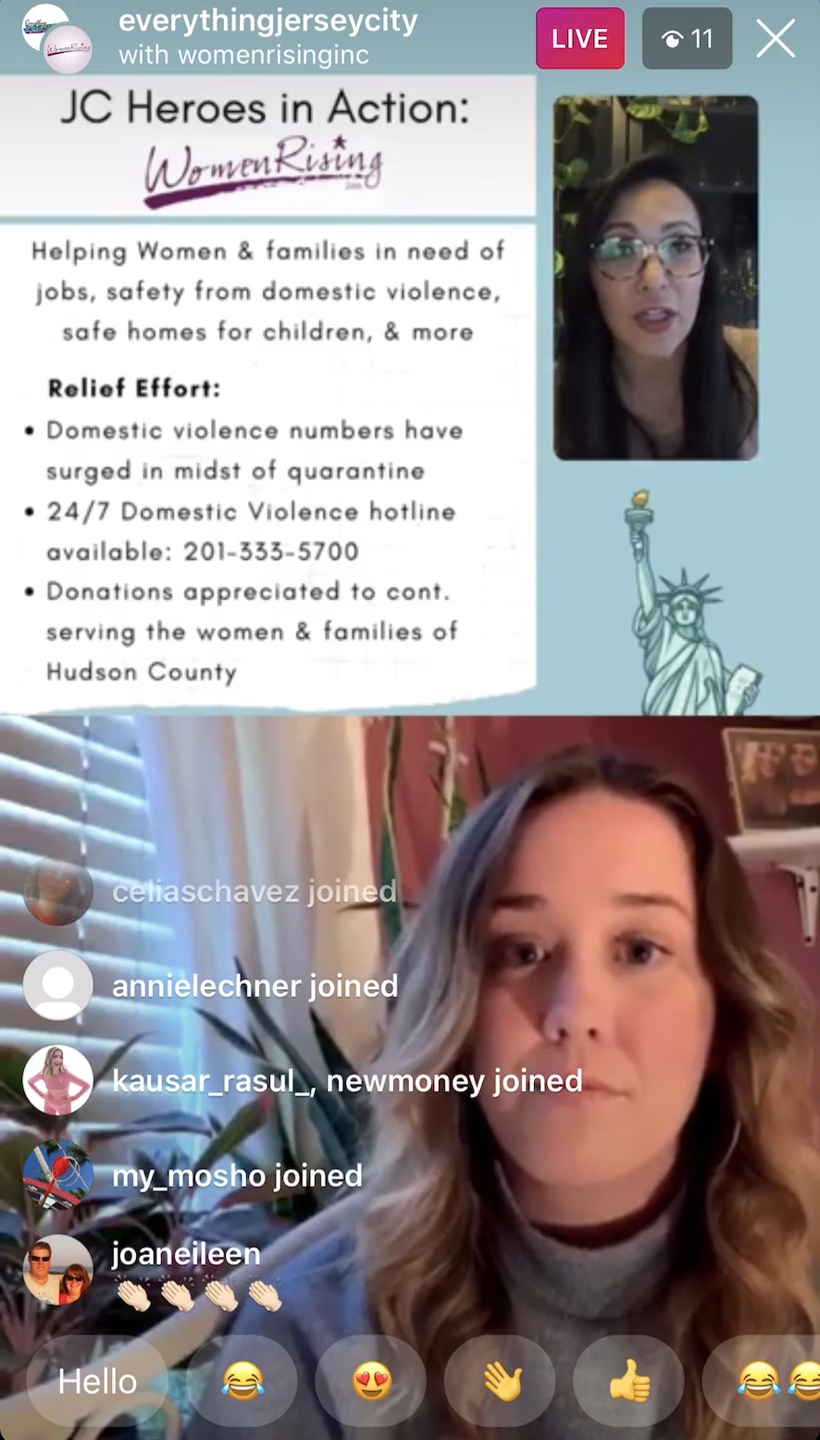 everythingjerseycity
with womenrisinginc
LIVE
11
JC Heroes in Action:
WomenRising
Helping Women & families in need of
jobs, safety from domestic violence,
safe homes for children, & more
Relief Effort:
• Domestic violence numbers have
surged in midst of quarantine
• 24/7 Domestic Violence hotline
available: 201-333-5700
• Donations appreciated to cont.
serving the women & families of
Hudson County
celiaschavez joined
annielechner joined
kausar_rasul_, newmoney joined
my_mosho joined
joaneileen
👏🏻👏🏻👏🏻👏🏻
Hello 😂 😍 👋 👍 😂😂